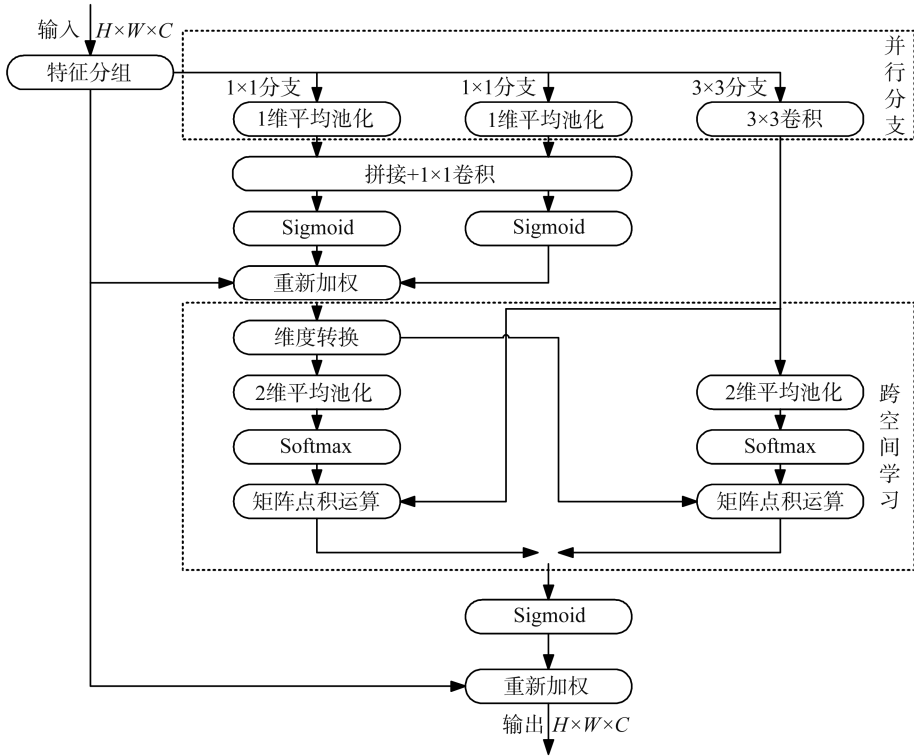 输入 H×W×C
特征分组
并行分支
1×1分支
1×1分支
3×3分支
1维平均池化
1维平均池化
3×3卷积
拼接+1×1卷积
Sigmoid
Sigmoid
重新加权
维度转换
2维平均池化
2维平均池化
Softmax
Softmax
矩阵点积运算
矩阵点积运算
跨空间学习
Sigmoid
重新加权
输出 H×W×C